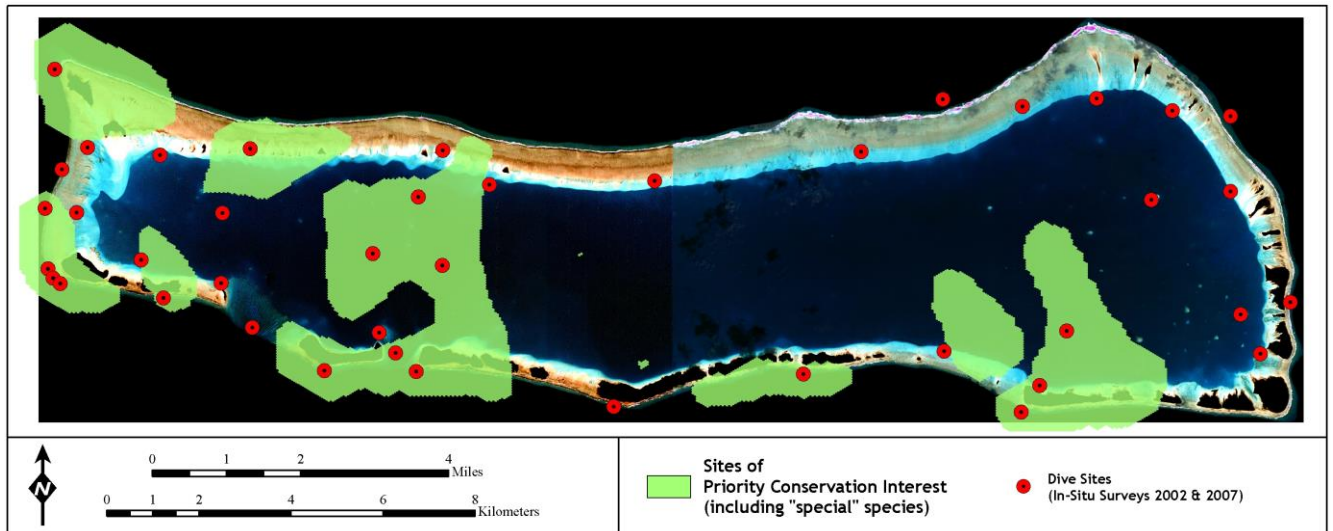 N
0 1 2 4
Miles
0 1 2 4 6 8
Kilometers
Sites of
Priority Conservation Interest
(including "special" species)
Dive Sites
(In-Situ Surveys 2002 & 2007)